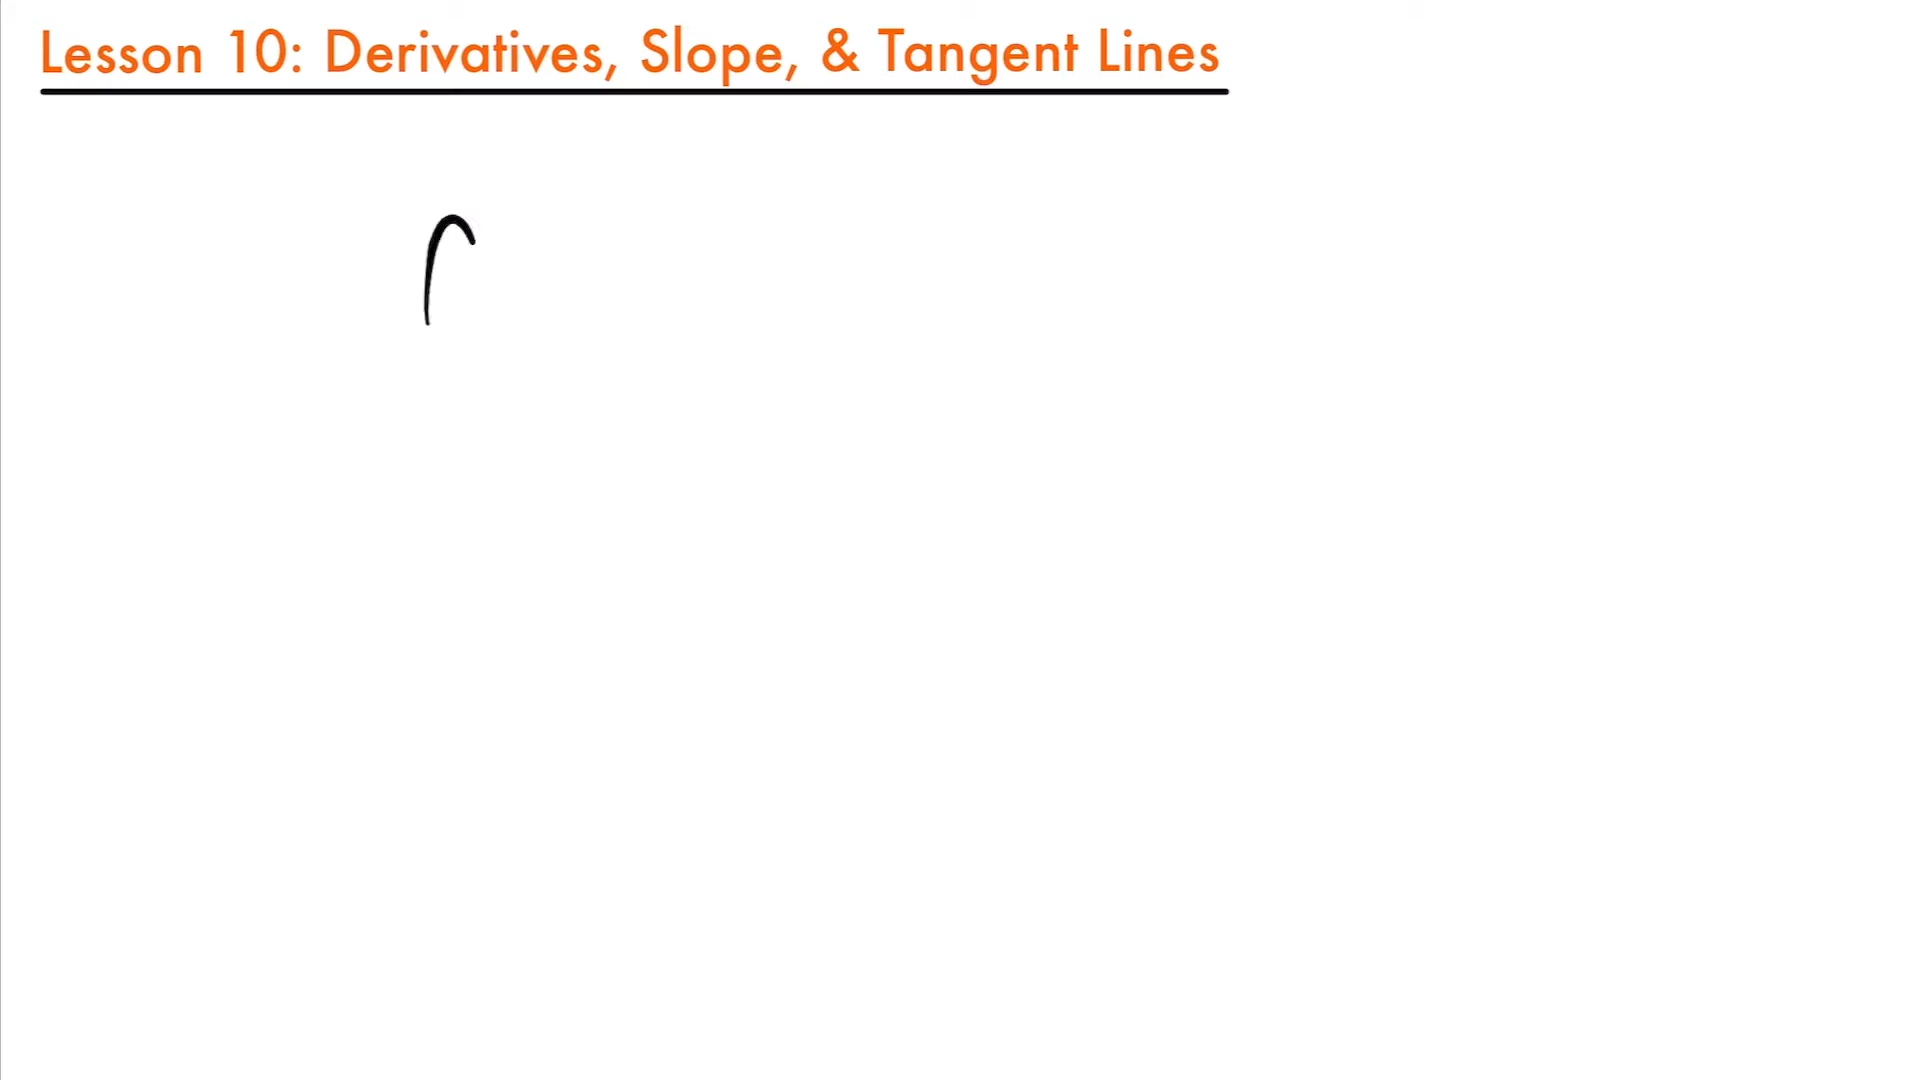 Lesson 10: Derivatives, Slope, & Tangent Lines